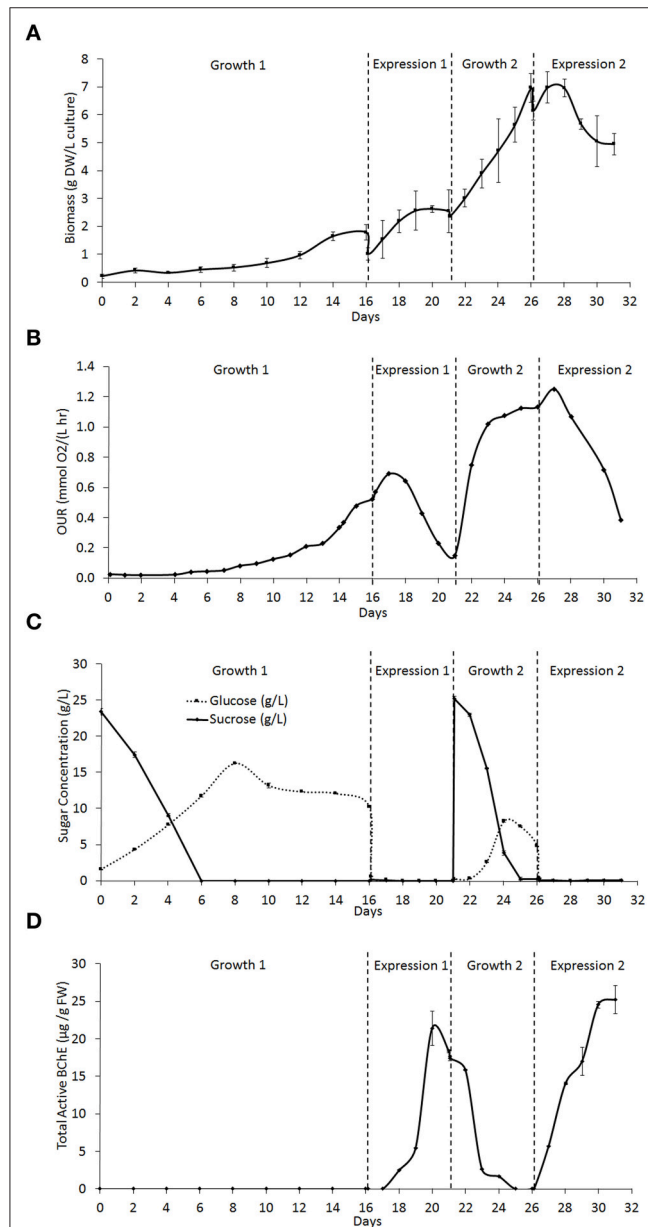 A
Growth 1
Expression 1
Growth 2
Expression 2
Biomass (g DW/L culture)
8
7
6
5
4
3
2
1
0
0 2 4 6 8 10 12 14 16 18 20 22 24 26 28 30 32
Days
B
Growth 1
Expression 1
Growth 2
Expression 2
OUR (mmol O2/(L hr)
1.4
1.2
1.0
0.8
0.6
0.4
0.2
0.0
0 2 4 6 8 10 12 14 16 18 20 22 24 26 28 30 32
Days
C
Growth 1
Expression 1
Growth 2
Expression 2
Glucose (g/L)
Sucrose (g/L)
Sugar Concentration (g/L)
30
25
20
15
10
5
0
0 2 4 6 8 10 12 14 16 18 20 22 24 26 28 30 32
Days
D
Growth 1
Expression 1
Growth 2
Expression 2
Total Active BChE (µg /g FW)
30
25
20
15
10
5
0
0 2 4 6 8 10 12 14 16 18 20 22 24 26 28 30 32
Days